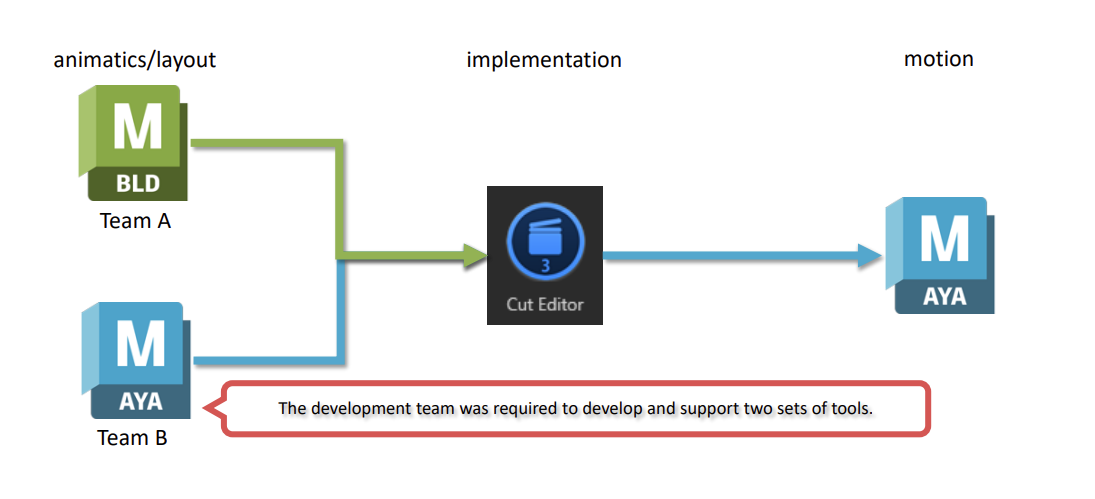 animatics/layout
implementation
motion
M
BLD
Team A
3
Cut Editor
M
AYA
M
AYA
Team B
The development team was required to develop and support two sets of tools.